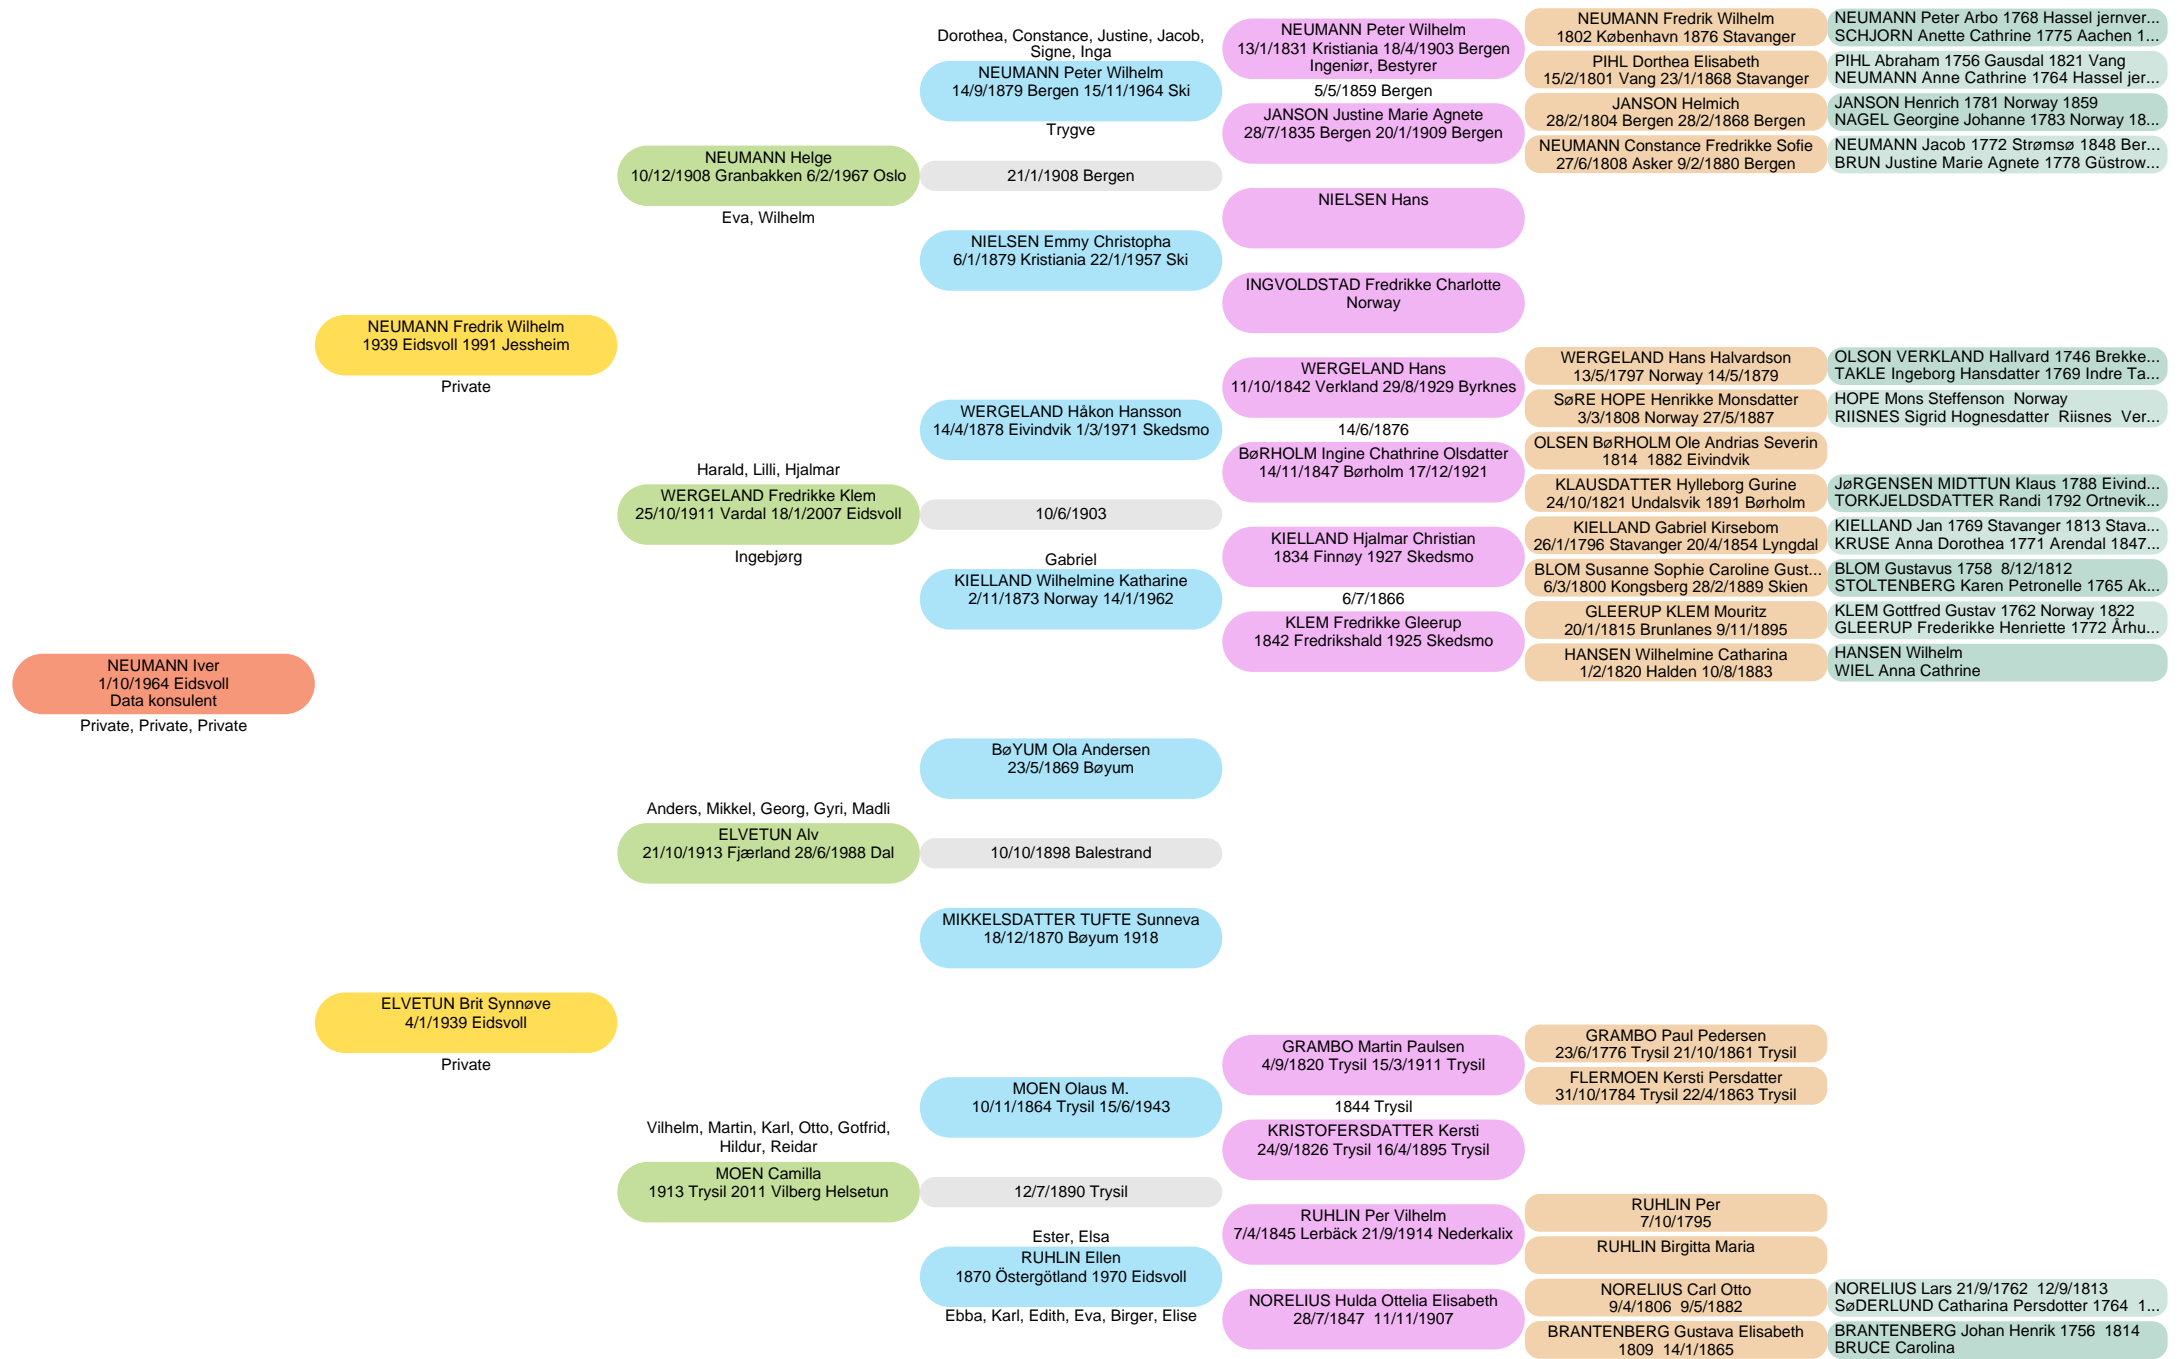 NEUMANN Iver
1/10/1964 Eidsvoll
Data konsulent
Private, Private, Private
NEUMANN Fredrik Wilhelm
1939 Eidsvoll 1991 Jessheim
Private
ELVETUN Brit Synnøve
4/1/1939 Eidsvoll
Private
NEUMANN Helge
10/12/1908 Granbakken 6/2/1967 Oslo
Eva, Wilhelm
Harald, Lilli, Hjalmar
WERGELAND Fredrikke Klem
25/10/1911 Vardal 18/1/2007 Eidsvoll
Ingebjørg
Anders, Mikkel, Georg, Gyri, Madli
ELVETUN Alv
21/10/1913 Fjærland 28/6/1988 Dal
Vilhelm, Martin, Karl, Otto, Gotfrid,
Hildur, Reidar
MOEN Camilla
1913 Trysil 2011 Vilberg Helsetun
Dorothea, Constance, Justine, Jacob,
Signe, Inga
NEUMANN Peter Wilhelm
14/9/1879 Bergen 15/11/1964 Ski
Trygve
21/1/1908 Bergen
NIELSEN Emmy Christopha
6/1/1879 Kristiania 22/1/1957 Ski
WERGELAND Håkon Hansson
14/4/1878 Eivindvik 1/3/1971 Skedsmo
10/6/1903
Gabriel
KIELLAND Wilhelmine Katharine
2/11/1873 Norway 14/1/1962
BøYUM Ola Andersen
23/5/1869 Bøyum
10/10/1898 Balestrand
MIKKELSDATTER TUFTE Sunneva
18/12/1870 Bøyum 1918
MOEN Olaus M.
10/11/1864 Trysil 15/6/1943
12/7/1890 Trysil
Ester, Elsa
RUHLIN Ellen
1870 Östergötland 1970 Eidsvoll
Ebba, Karl, Edith, Eva, Birger, Elise
NEUMANN Peter Wilhelm
13/1/1831 Kristiania 18/4/1903 Bergen
Ingeniør, Bestyrer
5/5/1859 Bergen
JANSON Justine Marie Agnete
28/7/1835 Bergen 20/1/1909 Bergen
NIELSEN Hans
INGVOLDSTAD Fredrikke Charlotte
Norway
WERGELAND Hans
11/10/1842 Verkland 29/8/1929 Byrknes
14/6/1876
BøRHOLM Ingine Chathrine Olsdatter
14/11/1847 Børholm 17/12/1921
KIELLAND Hjalmar Christian
1834 Finnøy 1927 Skedsmo
6/7/1866
KLEM Fredrikke Gleerup
1842 Fredrikshald 1925 Skedsmo
GRAMBO Martin Paulsen
4/9/1820 Trysil 15/3/1911 Trysil
1844 Trysil
KRISTOFERSDATTER Kersti
24/9/1826 Trysil 16/4/1895 Trysil
RUHLIN Per Vilhelm
7/4/1845 Lerbäck 21/9/1914 Nederkalix
NORELIUS Hulda Ottelia Elisabeth
28/7/1847  11/11/1907
NEUMANN Fredrik Wilhelm
1802 København 1876 Stavanger
PIHL Dorthea Elisabeth
15/2/1801 Vang 23/1/1868 Stavanger
JANSON Helmich
28/2/1804 Bergen 28/2/1868 Bergen
NEUMANN Constance Fredrikke Sofie
27/6/1808 Asker 9/2/1880 Bergen
WERGELAND Hans Halvardson
13/5/1797 Norway 14/5/1879
SøRE HOPE Henrikke Monsdatter
3/3/1808 Norway 27/5/1887
OLSEN BøRHOLM Ole Andrias Severin
1814  1882 Eivindvik
KLAUSDATTER Hylleborg Gurine
24/10/1821 Undalsvik 1891 Børholm
KIELLAND Gabriel Kirsebom
26/1/1796 Stavanger 20/4/1854 Lyngdal
BLOM Susanne Sophie Caroline Gust...
6/3/1800 Kongsberg 28/2/1889 Skien
GLEERUP KLEM Mouritz
20/1/1815 Brunlanes 9/11/1895
HANSEN Wilhelmine Catharina
1/2/1820 Halden 10/8/1883
GRAMBO Paul Pedersen
23/6/1776 Trysil 21/10/1861 Trysil
FLERMOEN Kersti Persdatter
31/10/1784 Trysil 22/4/1863 Trysil
RUHLIN Per
7/10/1795
RUHLIN Birgitta Maria
NORELIUS Carl Otto
9/4/1806  9/5/1882
BRANTENBERG Gustava Elisabeth
1809  14/1/1865
NEUMANN Peter Arbo 1768 Hassel jernver...
SCHJORN Anette Cathrine 1775 Aachen 1...
PIHL Abraham 1756 Gausdal 1821 Vang
NEUMANN Anne Cathrine 1764 Hassel jer...
JANSON Henrich 1781 Norway 1859
NAGEL Georgine Johanne 1783 Norway 18...
NEUMANN Jacob 1772 Strømsø 1848 Ber...
BRUN Justine Marie Agnete 1778 Güstrow...
OLSON VERKLAND Hallvard 1746 Brekke...
TAKLE Ingeborg Hansdatter 1769 Indre Ta...
HOPE Mons Steffenson  Norway
RIISNES Sigrid Hognesdatter  Riisnes  Ver...
JøRGENSEN MIDTTUN Klaus 1788 Eivind...
TORKJELDSDATTER Randi 1792 Ortnevik...
KIELLAND Jan 1769 Stavanger 1813 Stava...
KRUSE Anna Dorothea 1771 Arendal 1847...
BLOM Gustavus 1758  8/12/1812
STOLTENBERG Karen Petronelle 1765 Ak...
KLEM Gottfred Gustav 1762 Norway 1822
GLEERUP Frederikke Henriette 1772 Århu...
HANSEN Wilhelm
WIEL Anna Cathrine
NORELIUS Lars 21/9/1762  12/9/1813
SøDERLUND Catharina Persdotter 1764  1...
BRANTENBERG Johan Henrik 1756  1814
BRUCE Carolina